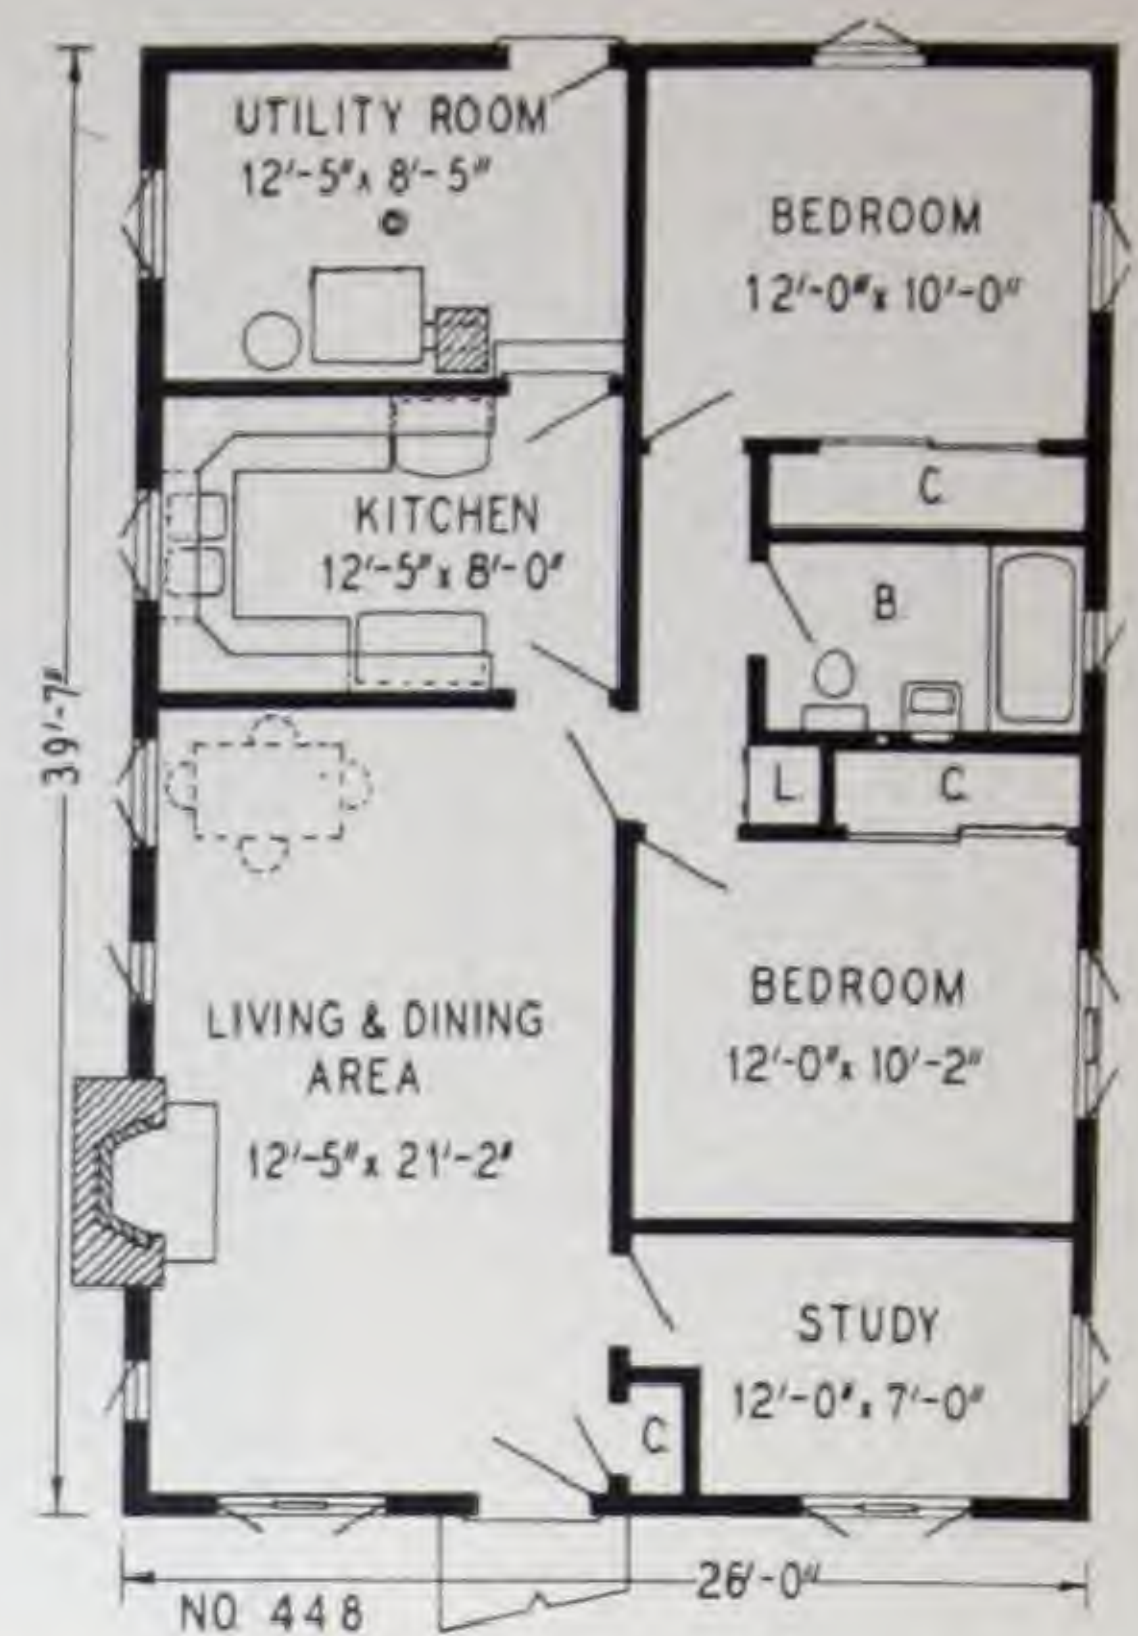 UTILITY ROOM
12'-5" x 8'-5"
BEDROOM
12'-0" x 10'-0"
C.
KITCHEN
12'-5" x 8'-0"
B.
39'-7"
L.
C.
LIVING & DINING
AREA
12'-5" x 21'-2"
BEDROOM
12'-0" x 10'-2"
STUDY
12'-0" x 7'-0"
C.
26'-0"
NO. 448